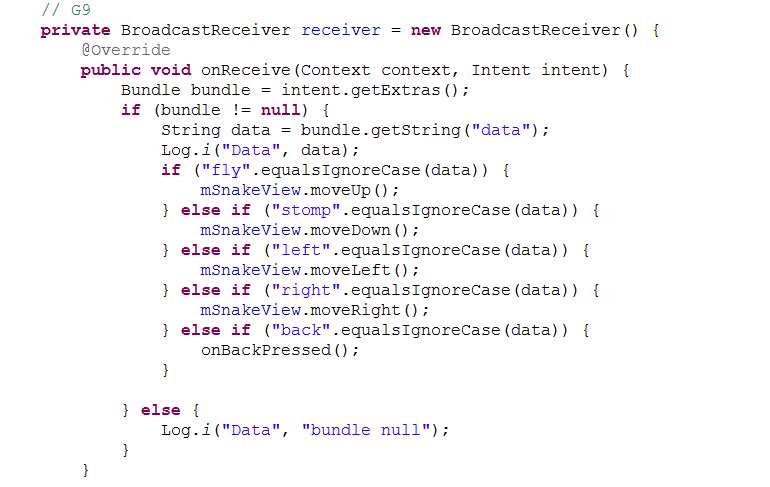 // G9
private BroadcastReceiver receiver = new BroadcastReceiver() {
@Override
public void onReceive(Context context, Intent intent) {
Bundle bundle = intent.getExtras();
if (bundle != null) {
String data = bundle.getString("data");
Log.i("Data", data);
if ("fly".equalsIgnoreCase(data)) {
mSnakeView.moveUp();
} else if ("stomp".equalsIgnoreCase(data)) {
mSnakeView.moveDown();
} else if ("left".equalsIgnoreCase(data)) {
mSnakeView.moveLeft();
} else if ("right".equalsIgnoreCase(data)) {
mSnakeView.moveRight();
} else if ("back".equalsIgnoreCase(data)) {
onBackPressed();
}
} else {
Log.i("Data", "bundle null");
}
}